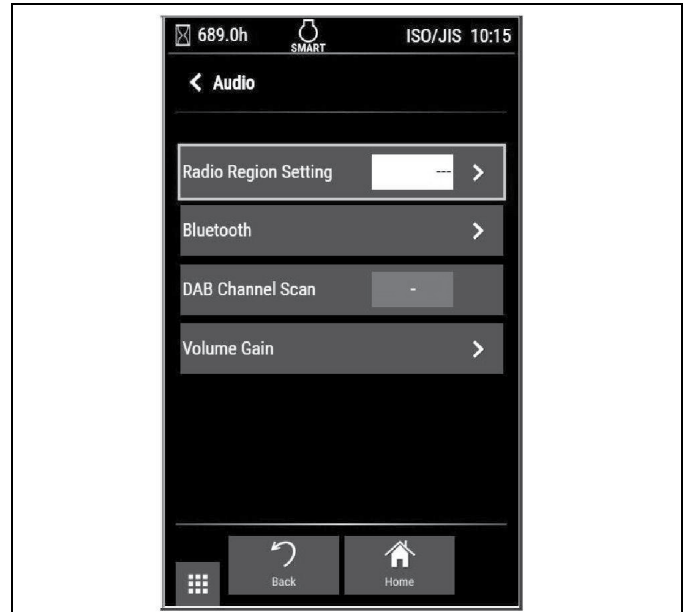 689.0h SMART ISO/JIS 10:15
Audio
Radio Region Setting ---
Bluetooth
DAB Channel Scan -
Volume Gain
Back Home